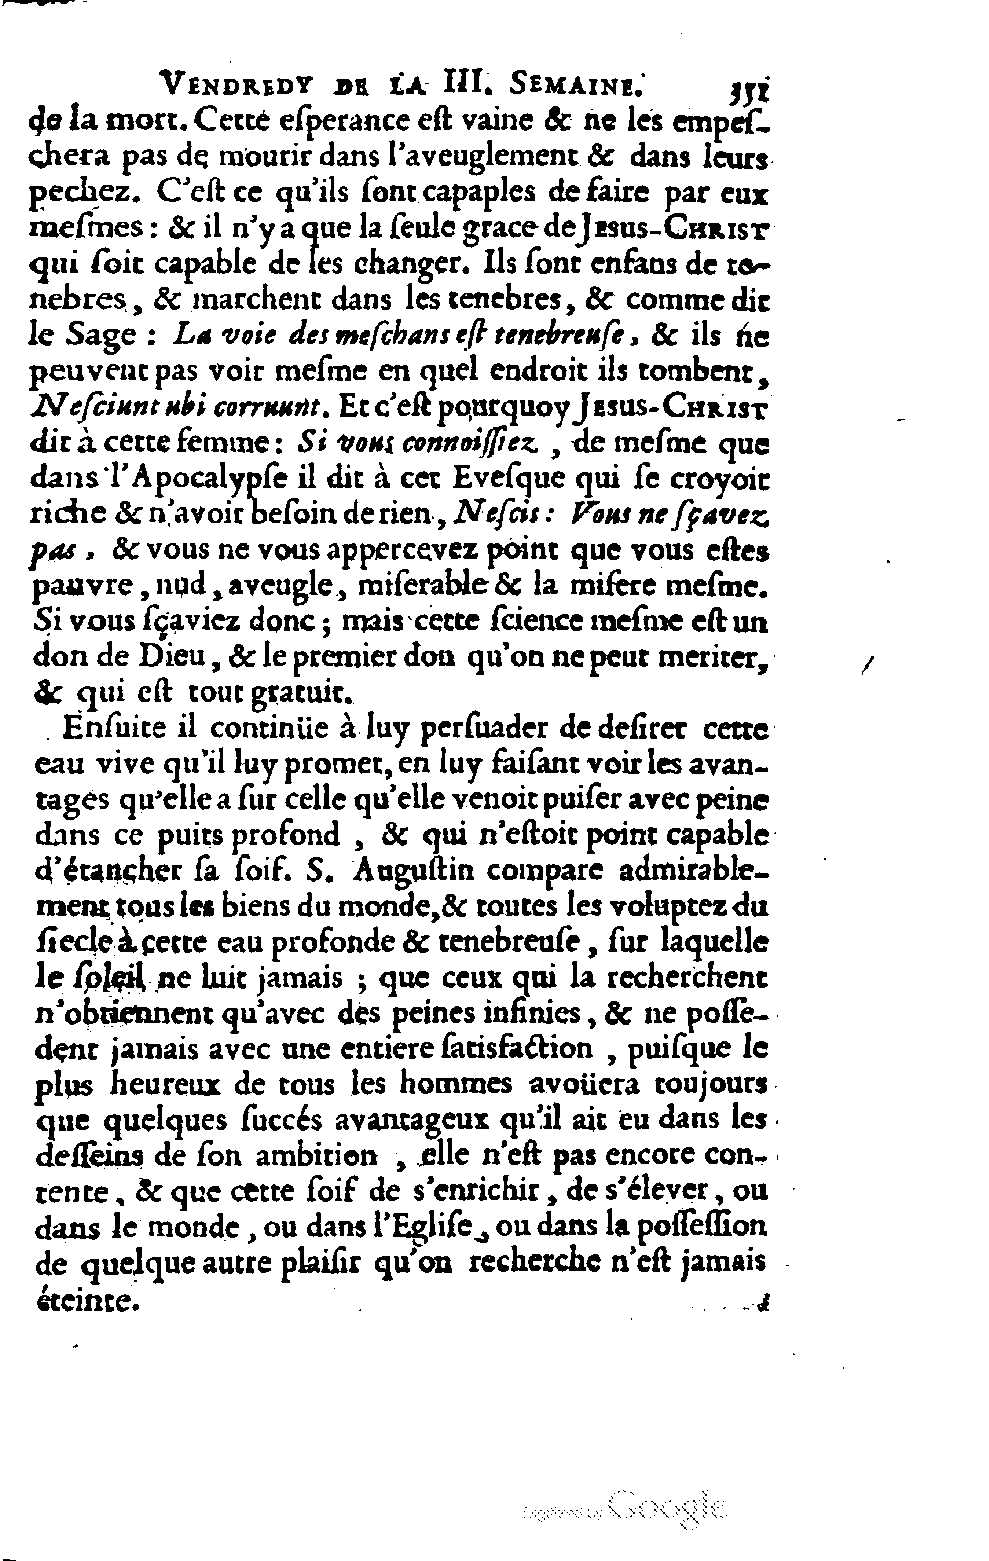 VENDREDY DE LA III. SEMAINE. 351
de la mort. Cette eſperance eſt vaine & ne les empeſ-
chera pas de mourir dans l'aveuglement & dans leurs
pechez. C'eſt ce qu'ils ſont capaples de faire par eux
meſmes : & il n'y a que la ſeule grace de JESUS-CHRIST
qui ſoit capable de les changer. Ils ſont enfans de te-
nebres, & marchent dans les tenebres, & comme dit
le Sage : La voie des meſchans eſt tenebreuſe, & ils ne
peuvent pas voir meſme en quel endroit ils tombent,
Neſciunt ubi corruunt. Et c'eſt pourquoy JESUS-CHRIST
dit à cette femme : Si vous connoiſſiez, de meſme que
dans l'Apocalypſe il dit à cet Eveſque qui ſe croyoit
riche & n'avoir beſoin de rien, Neſcis : Vous ne ſçavez
pas, & vous ne vous appercevez point que vous eſtes
pauvre, nud, aveugle, miſerable & la miſere meſme.
Si vous ſçaviez donc ; mais cette ſcience meſme eſt un
don de Dieu, & le premier don qu'on ne peut meriter,
& qui eſt tout gratuit.
Enſuite il continüe à luy perſuader de deſirer cette
eau vive qu'il luy promet, en luy faiſant voir les avan-
tages qu'elle a ſur celle qu'elle venoit puiſer avec peine
dans ce puits profond, & qui n'eſtoit point capable
d'étancher ſa ſoif. S. Auguſtin compare admirable-
ment tous les biens du monde, & toutes les voluptez du
ſiecle à cette eau profonde & tenebreuſe, ſur laquelle
le ſoleil ne luit jamais ; que ceux qui la recherchent
n'obtiennent qu'avec des peines infinies, & ne poſſe-
dent jamais avec une entiere ſatisfaction, puiſque le
plus heureux de tous les hommes avoüera toujours
que quelques ſuccés avantageux qu'il ait eu dans les
deſſeins de ſon ambition, elle n'eſt pas encore con-
tente, & que cette ſoif de s'enrichir, de s'élever, ou
dans le monde, ou dans l'Egliſe, ou dans la poſſeſſion
de quelque autre plaiſir qu'on recherche n'eſt jamais
éteinte.
Digitized by Google